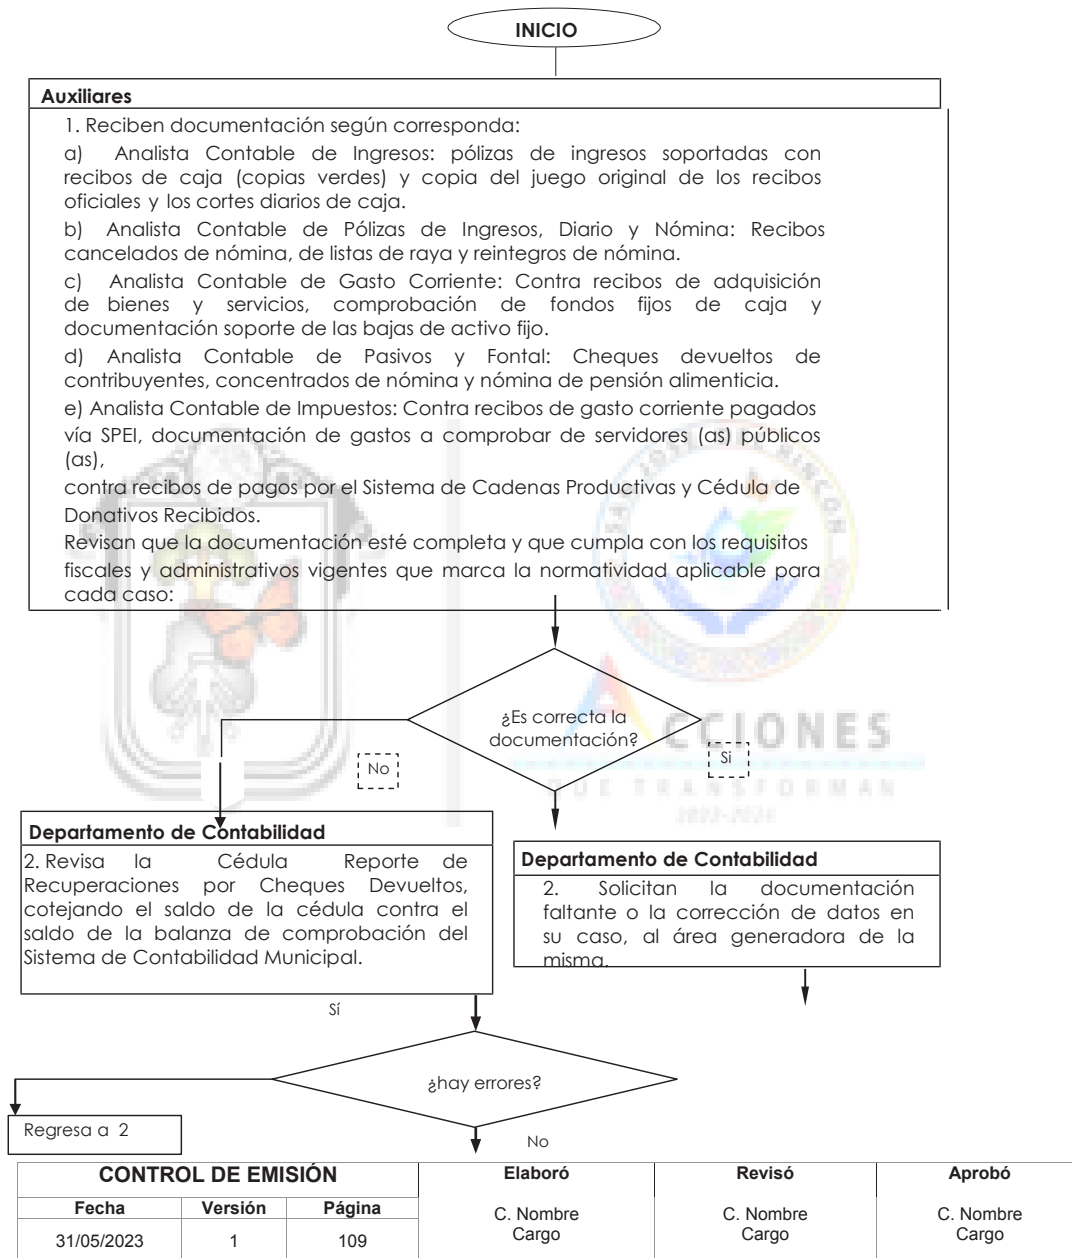 INICIO
Auxiliares
1. Reciben documentación según corresponda:
a) Analista Contable de Ingresos: pólizas de ingresos soportadas con
recibos de caja (copias verdes) y copia del juego original de los recibos
oficiales y los cortes diarios de caja.
b) Analista Contable de Pólizas de Ingresos, Diario y Nómina: Recibos
cancelados de nómina, de listas de raya y reintegros de nómina.
c) Analista Contable de Gasto Corriente: Contra recibos de adquisición
de bienes y servicios, comprobación de fondos fijos de caja y
documentación soporte de las bajas de activo fijo.
d) Analista Contable de Pasivos y Fontal: Cheques devueltos de
contribuyentes, concentrados de nómina y nómina de pensión alimenticia.
e) Analista Contable de Impuestos: Contra recibos de gasto corriente pagados
vía SPEI, documentación de gastos a comprobar de servidores (as) públicos
(as),
contra recibos de pagos por el Sistema de Cadenas Productivas y Cédula de
Donativos Recibidos.
Revisan que la documentación esté completa y que cumpla con los requisitos
fiscales y administrativos vigentes que marca la normatividad aplicable para
cada caso:
SAN JOSÉ DEL RINCÓN
¿Es correcta la
documentación?
No
Si
ACCIONES
QUE TRANSFORMAN
2022-2024
Departamento de Contabilidad
2. Revisa la Cédula Reporte de
Recuperaciones por Cheques Devueltos,
cotejando el saldo de la cédula contra el
saldo de la balanza de comprobación del
Sistema de Contabilidad Municipal.
Departamento de Contabilidad
2. Solicitan la documentación
faltante o la corrección de datos en
su caso, al área generadora de la
misma.
Sí
¿hay errores?
Regresa a 2
No
CONTROL DE EMISIÓN
Elaboró
Revisó
Aprobó
Fecha
Versión
Página
31/05/2023
1
109
C. Nombre
Cargo
C. Nombre
Cargo
C. Nombre
Cargo